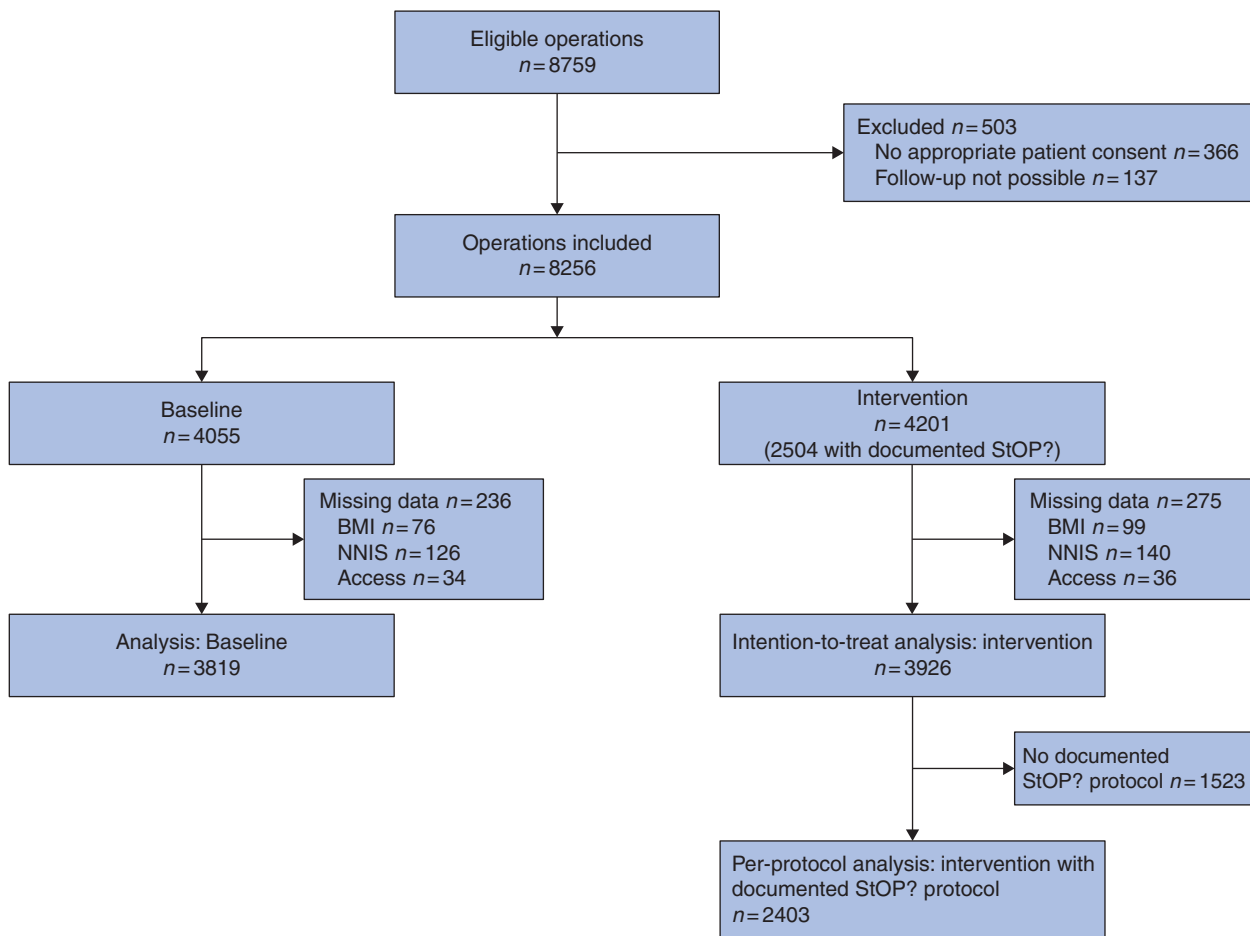 Eligible operations
n=8759
Excluded n=503
No appropriate patient consent n=366
Follow-up not possible n=137
Operations included
n=8256
Baseline
n=4055
Intervention
n=4201
(2504 with documented StOP?)
Missing data n=236
BMI n=76
NNIS n=126
Access n=34
Missing data n=275
BMI n=99
NNIS n=140
Access n=36
Analysis: Baseline
n=3819
Intention-to-treat analysis: intervention
n=3926
No documented
StOP? protocol n=1523
Per-protocol analysis: intervention with
documented StOP? protocol
n=2403